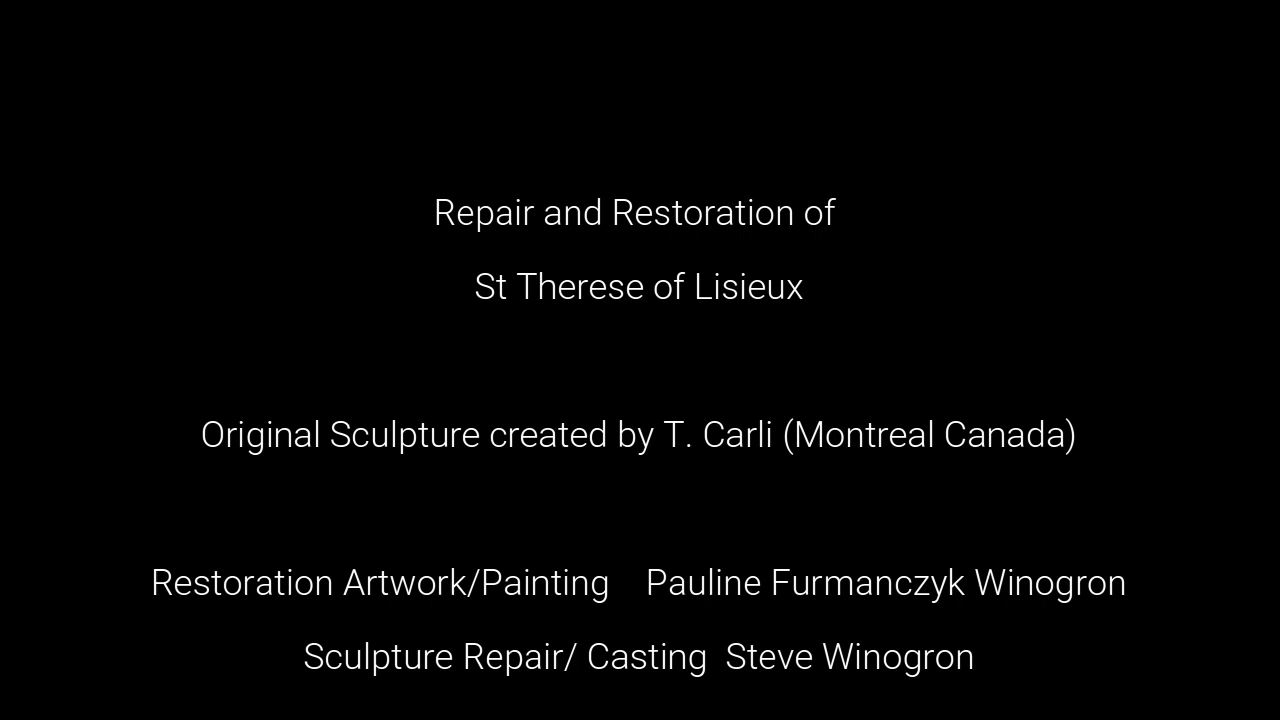 Repair and Restoration of
St Therese of Lisieux
Original Sculpture created by T. Carli (Montreal Canada)
Restoration Artwork/Painting    Pauline Furmanczyk Winogron
Sculpture Repair/ Casting  Steve Winogron